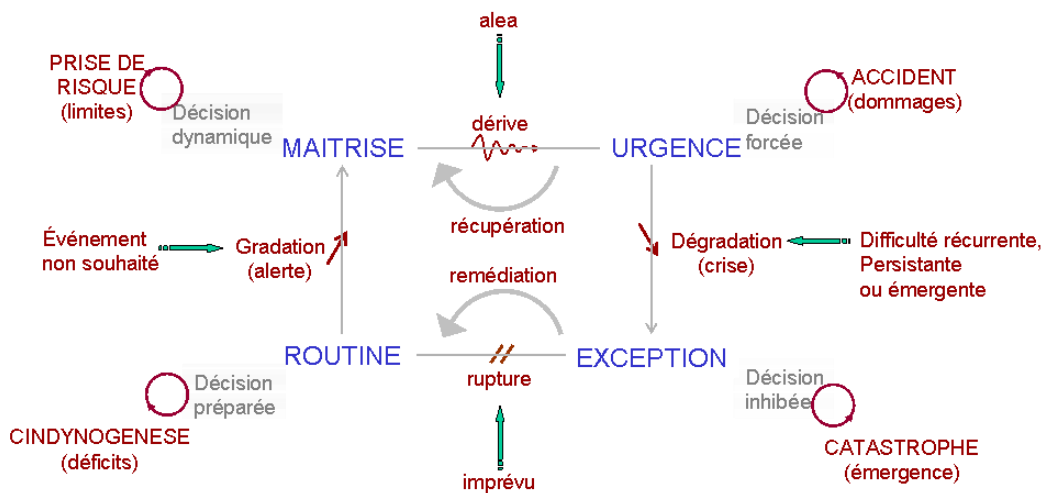 alea
PRISE DE
RISQUE
(limites)
Décision
dynamique
ACCIDENT
(dommages)
Décision
forcée
dérive
MAITRISE
URGENCE
récupération
Événement
non souhaité
Gradation
(alerte)
Dégradation
(crise)
Difficulté récurrente,
Persistante
ou émergente
remédiation
ROUTINE
EXCEPTION
rupture
Décision
préparée
Décision
inhibée
CINDYNOGENESE
(déficits)
CATASTROPHE
(émergence)
imprévu